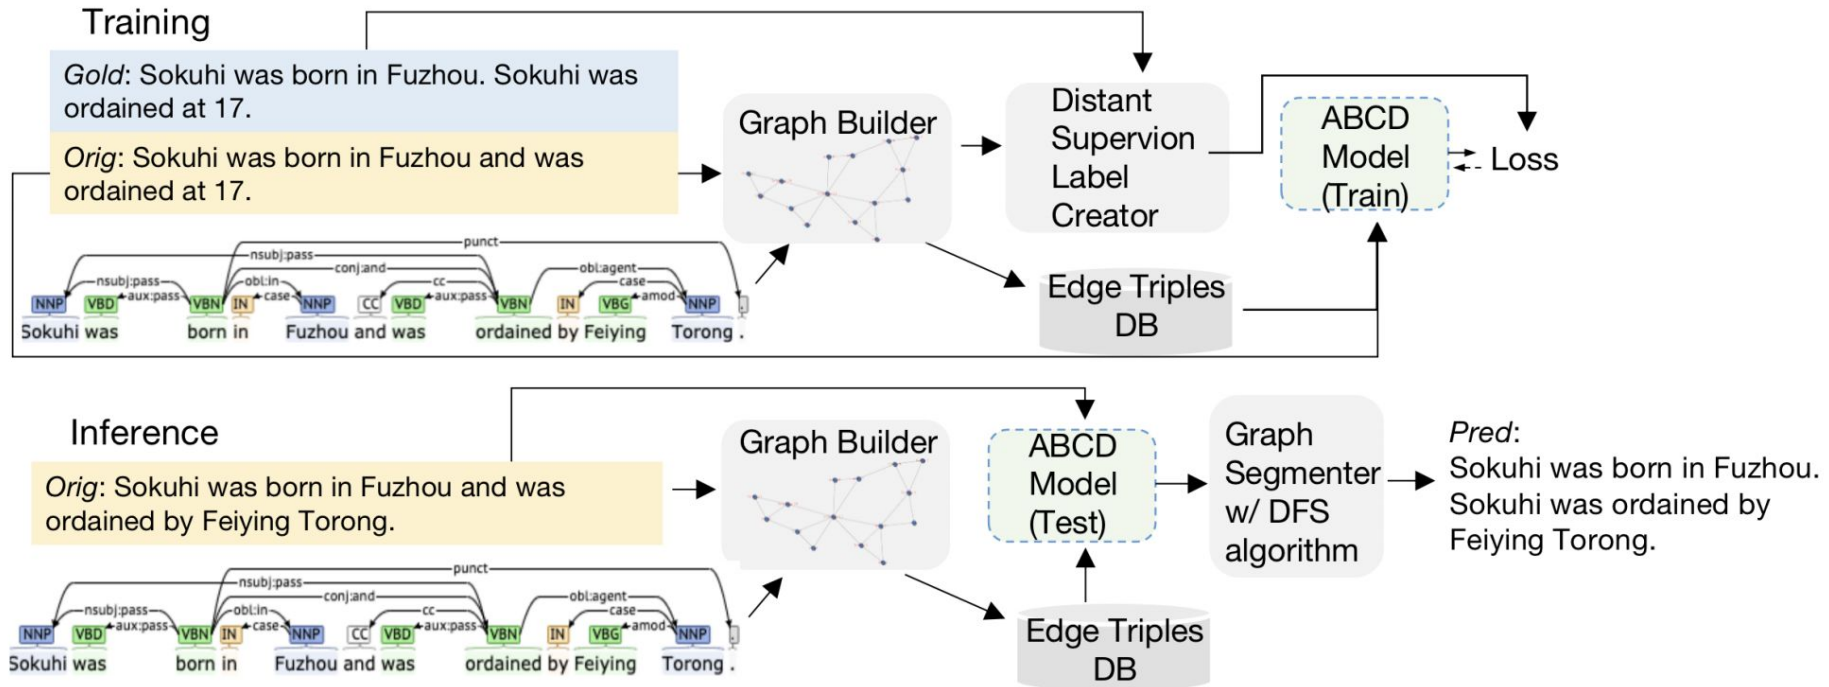 Training
Gold: Sokuhi was born in Fuzhou. Sokuhi was
ordained at 17.
Orig: Sokuhi was born in Fuzhou and was
ordained at 17.
Graph Builder
Distant
Supervion
Label
Creator
ABCD
Model
(Train)
Loss
punct
nsubj:pass
conj:and obl:agent
nsubj:pass obl:in cc case
NNP VBD aux:pass VBN IN case NNP CC VBD aux:pass VBN IN VBG amod NNP .
Sokuhi was born in Fuzhou and was ordained by Feiying Torong .
Edge Triples
DB
Inference
Orig: Sokuhi was born in Fuzhou and was
ordained by Feiying Torong.
Graph Builder
ABCD
Model
(Test)
Graph
Segmenter
w/ DFS
algorithm
Pred:
Sokuhi was born in Fuzhou.
Sokuhi was ordained by
Feiying Torong.
punct
nsubj:pass
conj:and obl:agent
nsubj:pass obl:in cc case
NNP VBD aux:pass VBN IN case NNP CC VBD aux:pass VBN IN VBG amod NNP .
Sokuhi was born in Fuzhou and was ordained by Feiying Torong .
Edge Triples
DB